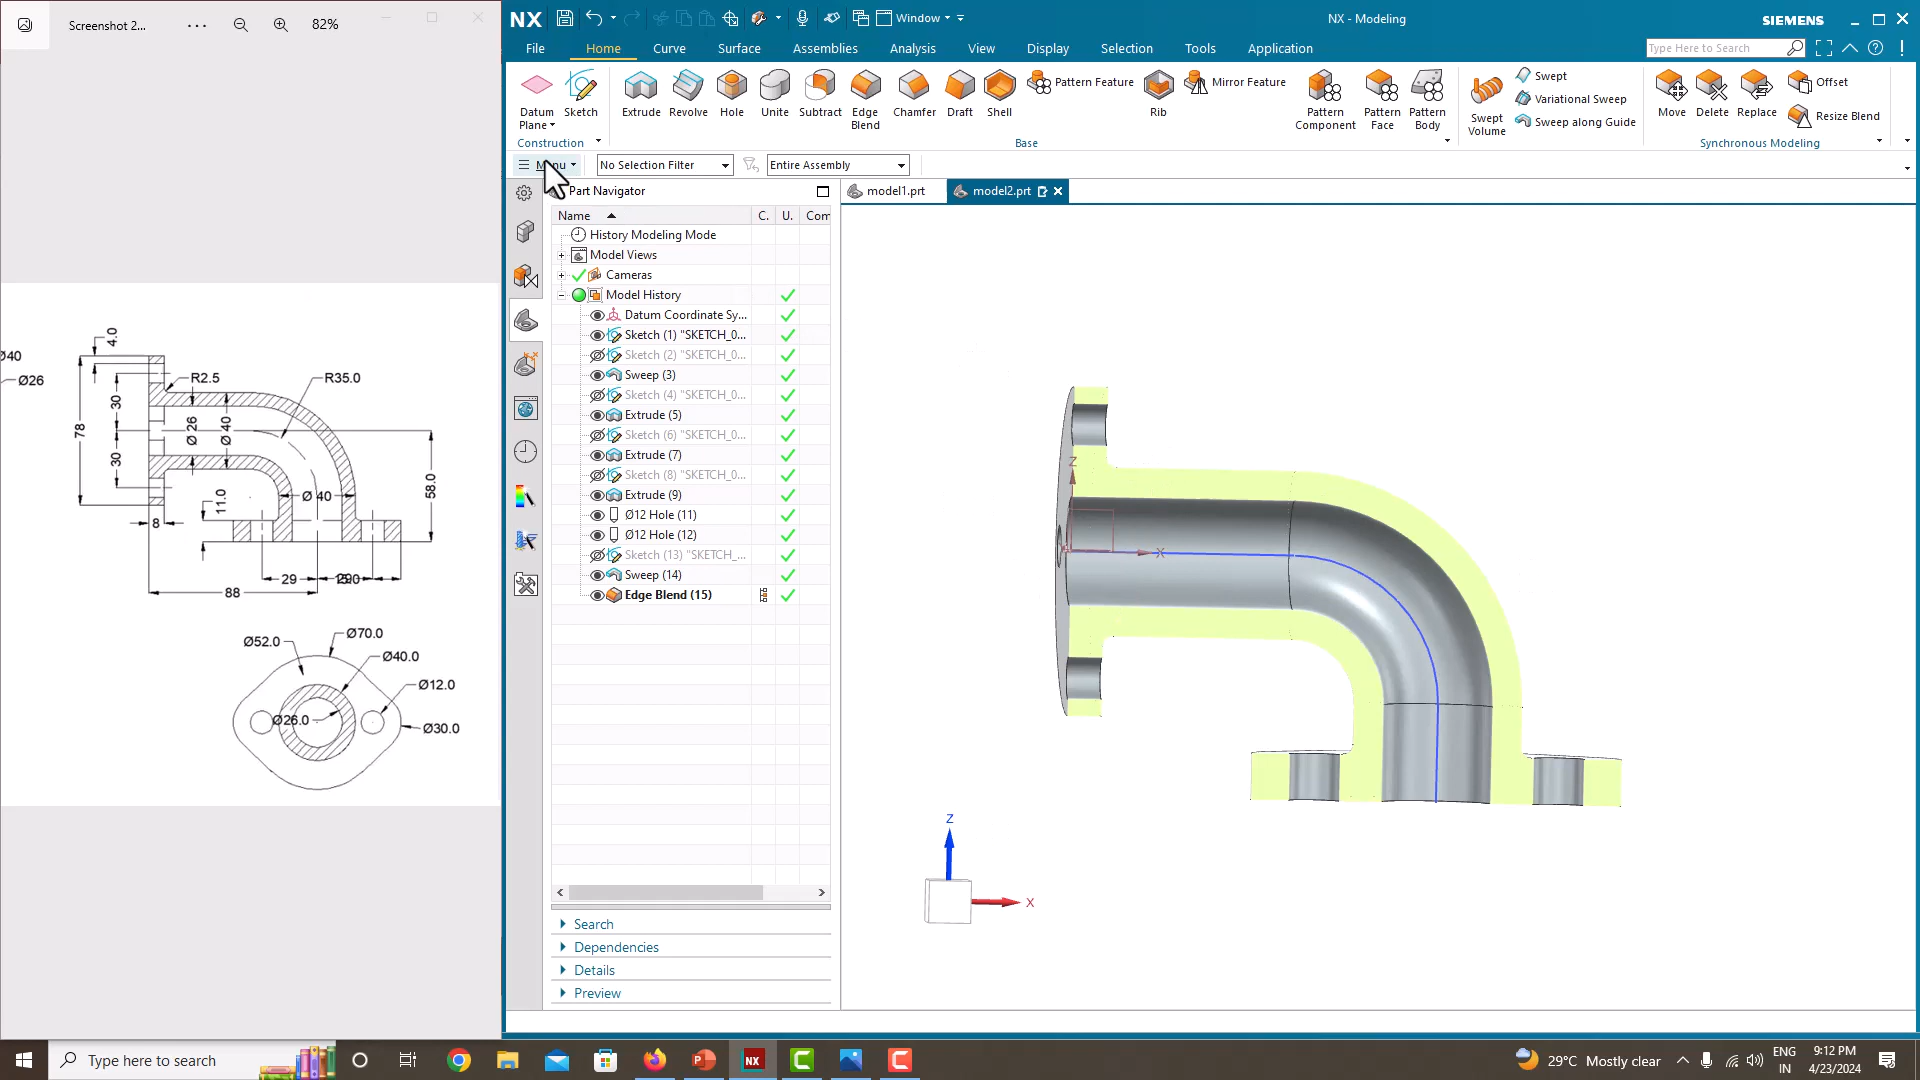 Screenshot 2...
82%
NX
Window
NX - Modeling
SIEMENS
File Home Curve Surface Assemblies Analysis View Display Selection Tools Application
Type Here to Search
Datum Plane
Sketch
Extrude
Revolve
Hole
Unite
Subtract
Edge Blend
Chamfer
Draft
Shell
Pattern Feature
Rib
Mirror Feature
Pattern Component
Pattern Face
Pattern Body
Swept Volume
Swept
Variational Sweep
Sweep along Guide
Move
Delete
Replace
Offset
Resize Blend
Construction
Base
Synchronous Modeling
Menu
No Selection Filter
Entire Assembly
Part Navigator
model1.prt
model2.prt
Name C. U. Com
History Modeling Mode
Model Views
Cameras
Model History
Datum Coordinate Sy...
Sketch (1) "SKETCH_0...
Sketch (2) "SKETCH_0...
Sweep (3)
Sketch (4) "SKETCH_0...
Extrude (5)
Sketch (6) "SKETCH_0...
Extrude (7)
Sketch (8) "SKETCH_0...
Extrude (9)
Ø12 Hole (11)
Ø12 Hole (12)
Sketch (13) "SKETCH_...
Sweep (14)
Edge Blend (15)
Search
Dependencies
Details
Preview
Ø40
Ø26
4.0
R2.5
R35.0
30
78
Ø 26
Ø 40
30
11.0
Ø 40
58.0
8
29
88
Ø52.0
Ø70.0
Ø40.0
Ø12.0
Ø26.0
Ø30.0
Z
X
Z
X
Type here to search
29°C Mostly clear
ENG
IN
9:12 PM
4/23/2024